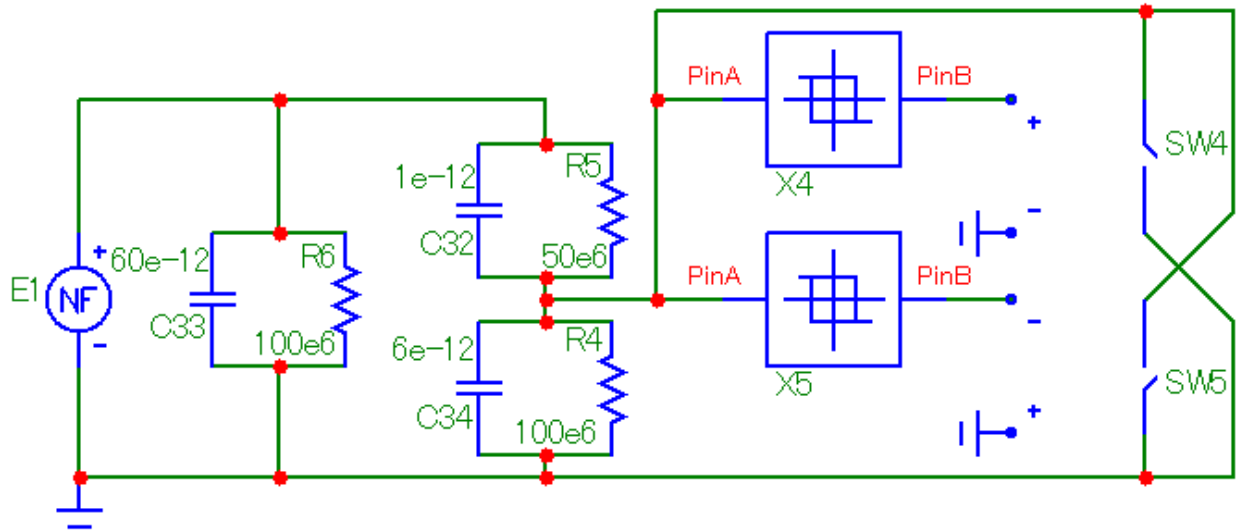 PinA
PinB
+
SW4
1e-12
R5
X4
C32
50e6
-
+
60e-12
R6
E1
NF
C33
100e6
-
PinA
PinB
-
6e-12
R4
X5
SW5
C34
100e6
+